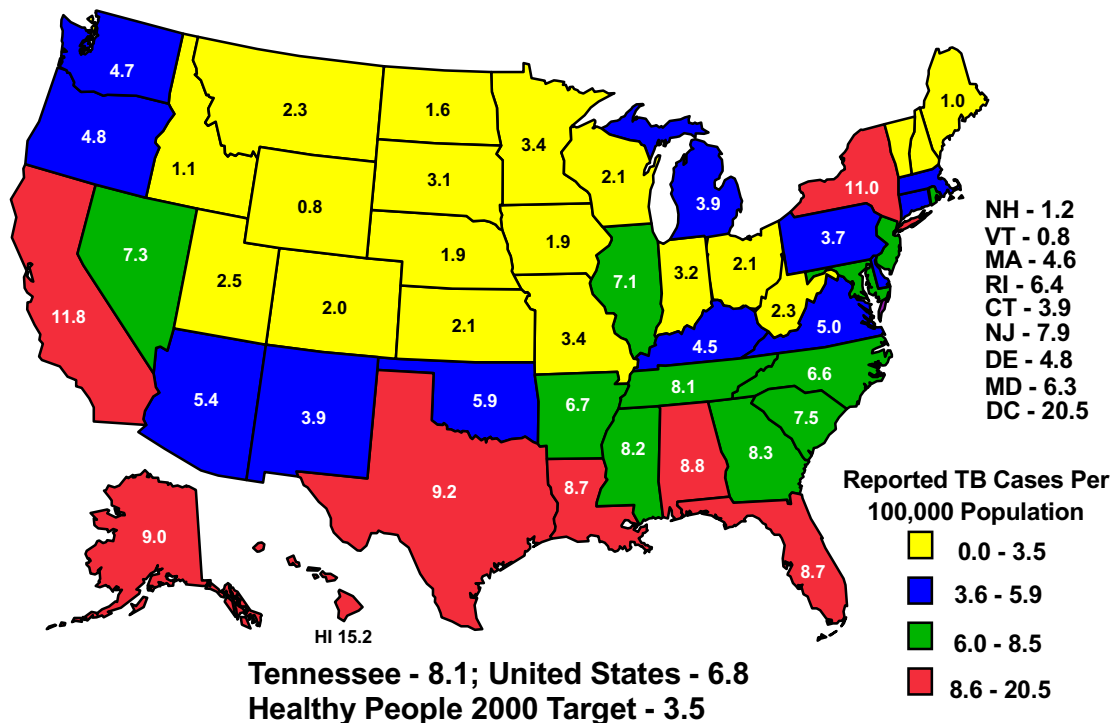 4.7
2.3
1.6
3.4
1.0
4.8
1.1
3.1
2.1
3.9
11.0
0.8
7.3
2.5
2.0
1.9
1.9
7.1
3.2
2.1
3.7
2.3
5.0
11.8
2.1
3.4
4.5
5.4
3.9
5.9
6.7
8.1
6.6
7.5
8.2
8.8
8.3
9.2
8.7
8.7
9.0
HI 15.2
NH - 1.2
VT - 0.8
MA - 4.6
RI - 6.4
CT - 3.9
NJ - 7.9
DE - 4.8
MD - 6.3
DC - 20.5
Reported TB Cases Per
100,000 Population
0.0 - 3.5
3.6 - 5.9
6.0 - 8.5
8.6 - 20.5
Tennessee - 8.1; United States - 6.8
Healthy People 2000 Target - 3.5